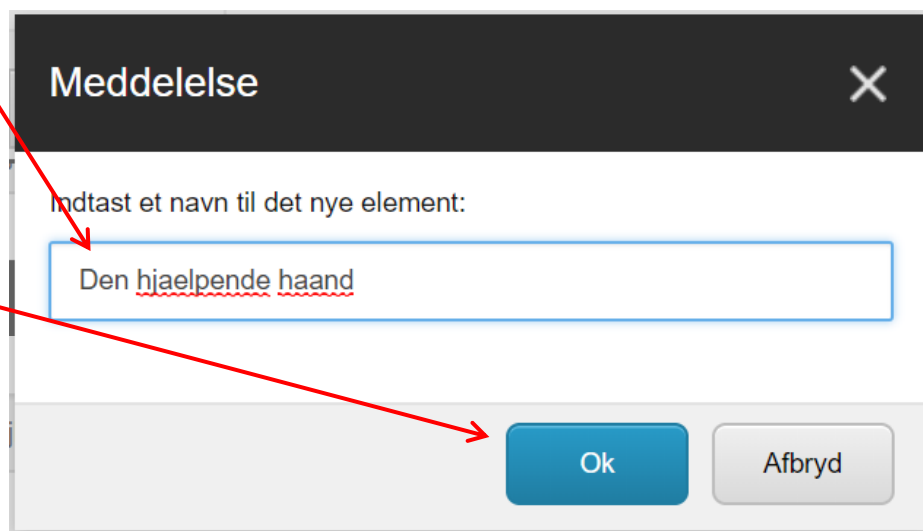 Meddelelse
Indtast et navn til det nye element:
Den hjaelpende haand
Ok
Afbryd